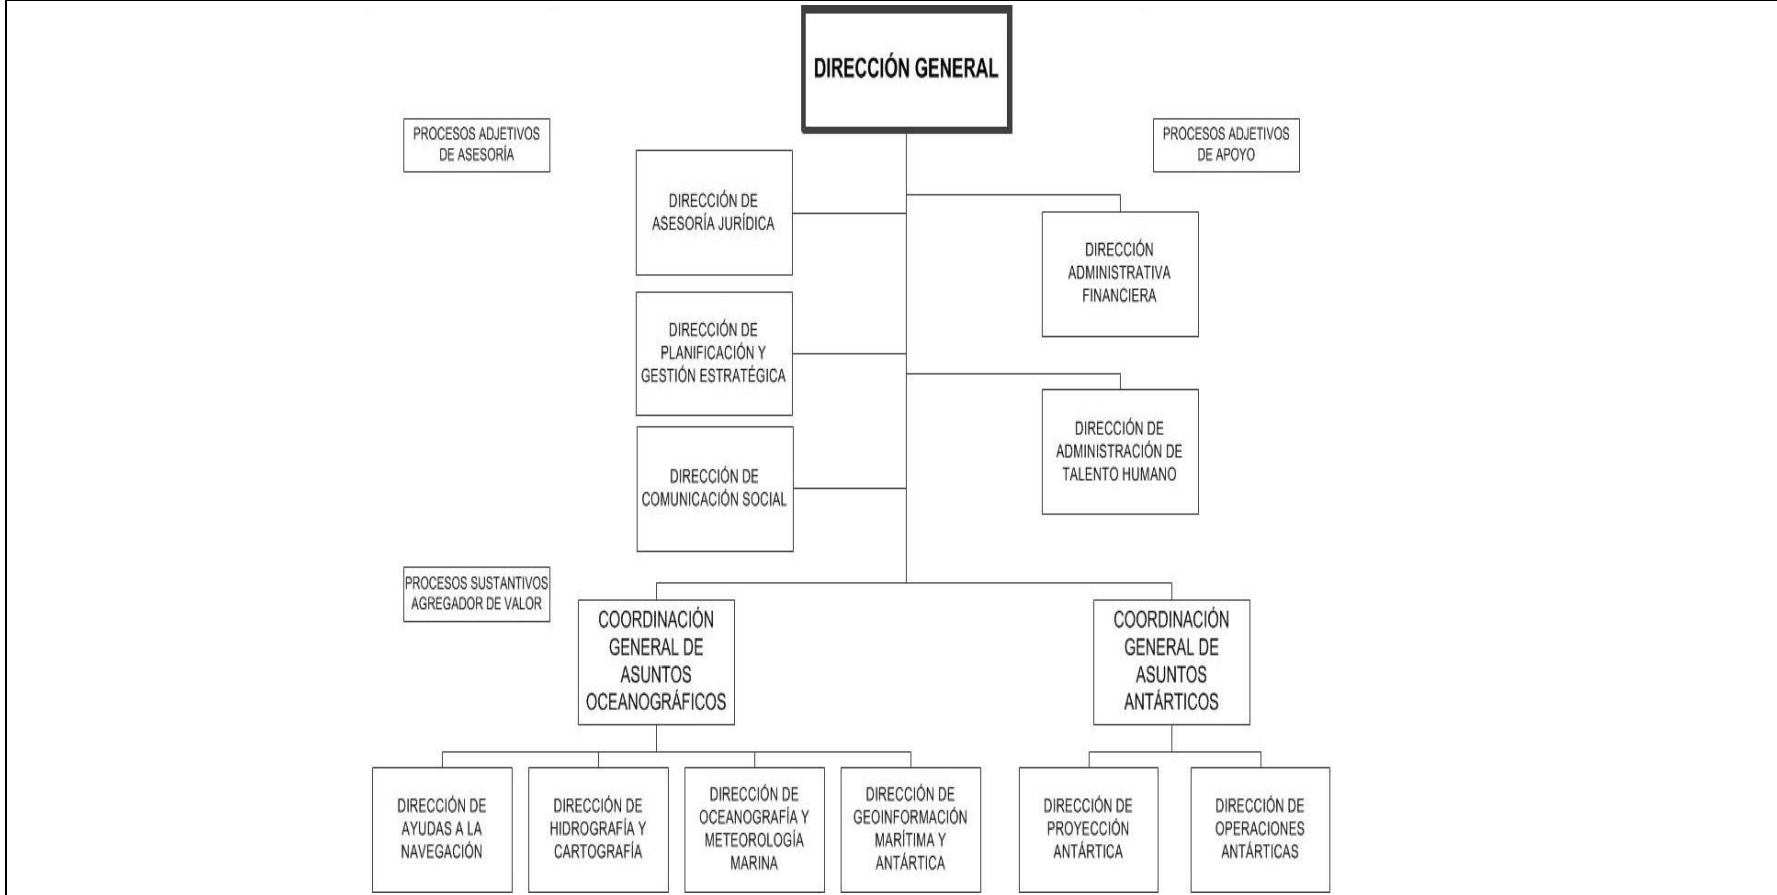 DIRECCIÓN GENERAL
PROCESOS ADJETIVOS
DE ASESORÍA
PROCESOS ADJETIVOS
DE APOYO
DIRECCIÓN DE
ASESORÍA JURÍDICA
DIRECCIÓN
ADMINISTRATIVA
FINANCIERA
DIRECCIÓN DE
PLANIFICACIÓN Y
GESTIÓN ESTRATÉGICA
DIRECCIÓN DE
ADMINISTRACIÓN DE
TALENTO HUMANO
DIRECCIÓN DE
COMUNICACIÓN SOCIAL
PROCESOS SUSTANTIVOS
AGREGADOR DE VALOR
COORDINACIÓN
GENERAL DE
ASUNTOS
OCEANOGRÁFICOS
COORDINACIÓN
GENERAL DE
ASUNTOS
ANTÁRTICOS
DIRECCIÓN DE
AYUDAS A LA
NAVEGACIÓN
DIRECCIÓN DE
HIDROGRAFÍA Y
CARTOGRAFÍA
DIRECCIÓN DE
OCEANOGRAFÍA Y
METEOROLOGÍA
MARINA
DIRECCIÓN DE
GEOINFORMACIÓN
MARÍTIMA Y
ANTÁRTICA
DIRECCIÓN DE
PROYECCIÓN
ANTÁRTICA
DIRECCIÓN DE
OPERACIONES
ANTÁRTICAS